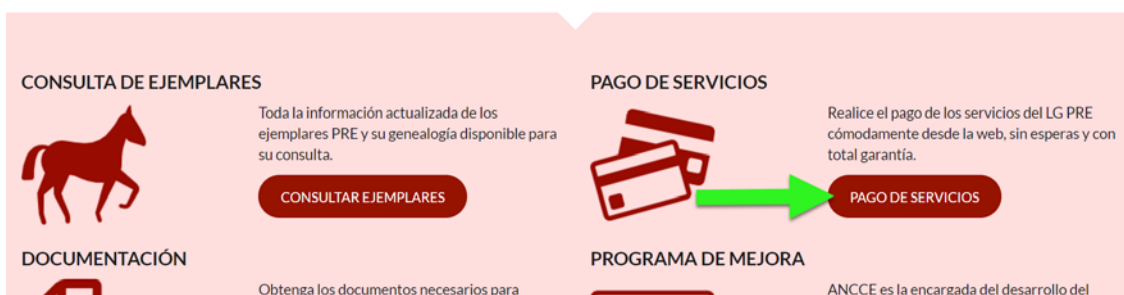 CONSULTA DE EJEMPLARES
Toda la información actualizada de los
ejemplares PRE y su genealogía disponible para
su consulta.
CONSULTAR EJEMPLARES
PAGO DE SERVICIOS
Realice el pago de los servicios del LG PRE
cómodamente desde la web, sin esperas y con
total garantía.
PAGO DE SERVICIOS
DOCUMENTACIÓN
Obtenga los documentos necesarios para
PROGRAMA DE MEJORA
ANCCE es la encargada del desarrollo del